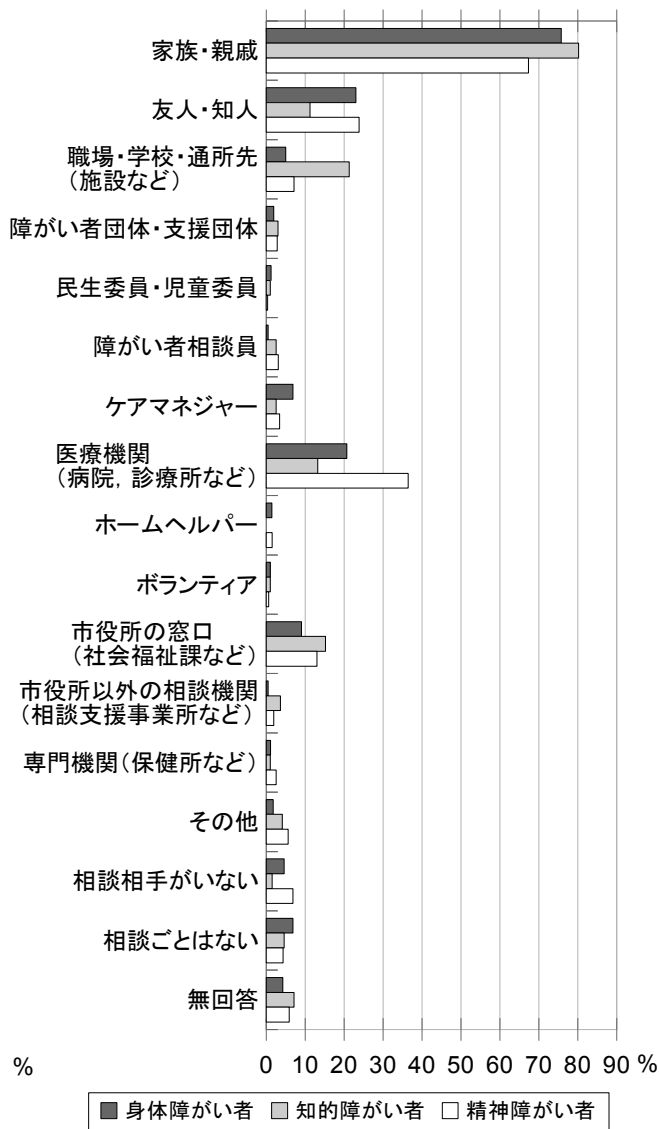 家族・親戚
友人・知人
職場・学校・通所先
（施設など）
障がい者団体・支援団体
民生委員・児童委員
障がい者相談員
ケアマネジャー
医療機関
（病院，診療所など）
ホームヘルパー
ボランティア
市役所の窓口
（社会福祉課など）
市役所以外の相談機関
（相談支援事業所など）
専門機関（保健所など）
その他
相談相手がいない
相談ごとはない
無回答
% 0 10 20 30 40 50 60 70 80 90 %
身体障がい者 知的障がい者 精神障がい者